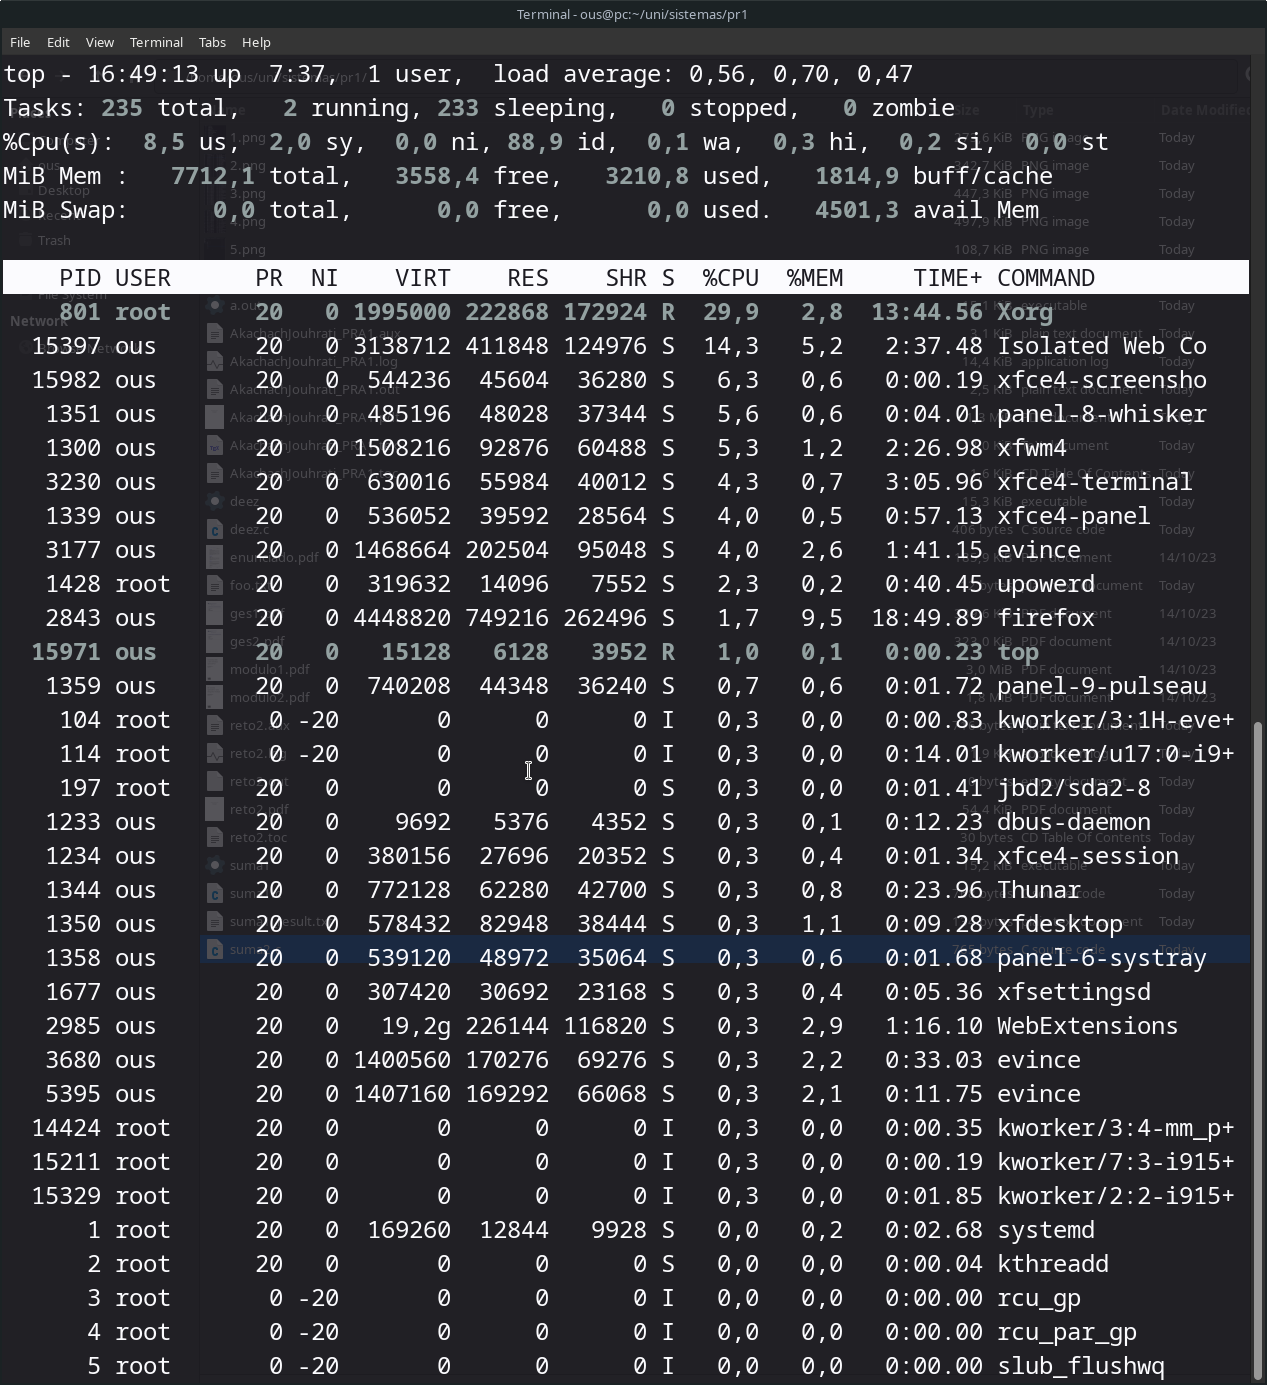 Terminal - ous@pc:~/uni/sistemas/pr1
File Edit View Terminal Tabs Help
top - 16:49:13 up  7:37,  1 user,  load average: 0,56, 0,70, 0,47
Tasks: 235 total,   2 running, 233 sleeping,   0 stopped,   0 zombie
%Cpu(s):  8,5 us,  2,0 sy,  0,0 ni, 88,9 id,  0,1 wa,  0,3 hi,  0,2 si,  0,0 st
MiB Mem :   7712,1 total,   3558,4 free,   3210,8 used,   1814,9 buff/cache
MiB Swap:      0,0 total,      0,0 free,      0,0 used.   4501,3 avail Mem
PID USER      PR  NI    VIRT    RES    SHR S  %CPU  %MEM     TIME+ COMMAND
801 root      20   0 1995000 222868 172924 R  29,9   2,8  13:44.56 Xorg
15397 ous       20   0 3138712 411848 124976 S  14,3   5,2   2:37.48 Isolated Web Co
15982 ous       20   0  544236  45604  36280 S   6,3   0,6   0:00.19 xfce4-screensho
1351 ous       20   0  485196  48028  37344 S   5,6   0,6   0:04.01 panel-8-whisker
1300 ous       20   0 1508216  92876  60488 S   5,3   1,2   2:26.98 xfwm4
3230 ous       20   0  630016  55984  40012 S   4,3   0,7   3:05.96 xfce4-terminal
1339 ous       20   0  536052  39592  28564 S   4,0   0,5   0:57.13 xfce4-panel
3177 ous       20   0 1468664 202504  95048 S   4,0   2,6   1:41.15 evince
1428 root      20   0  319632  14096   7552 S   2,3   0,2   0:40.45 upowerd
2843 ous       20   0 4448820 749216 262496 S   1,7   9,5  18:49.89 firefox
15971 ous       20   0   15128   6128   3952 R   1,0   0,1   0:00.23 top
1359 ous       20   0  740208  44348  36240 S   0,7   0,6   0:01.72 panel-9-pulseau
104 root       0 -20       0      0      0 I   0,3   0,0   0:00.83 kworker/3:1H-eve+
114 root       0 -20       0      0      0 I   0,3   0,0   0:14.01 kworker/u17:0-i9+
197 root      20   0       0      0      0 S   0,3   0,0   0:01.41 jbd2/sda2-8
1233 ous       20   0    9692   5376   4352 S   0,3   0,1   0:12.23 dbus-daemon
1234 ous       20   0  380156  27696  20352 S   0,3   0,4   0:01.34 xfce4-session
1344 ous       20   0  772128  62280  42700 S   0,3   0,8   0:23.96 Thunar
1350 ous       20   0  578432  82948  38444 S   0,3   1,1   0:09.28 xfdesktop
1358 ous       20   0  539120  48972  35064 S   0,3   0,6   0:01.68 panel-6-systray
1677 ous       20   0  307420  30692  23168 S   0,3   0,4   0:05.36 xfsettingsd
2985 ous       20   0   19,2g 226144 116820 S   0,3   2,9   1:16.10 WebExtensions
3680 ous       20   0 1400560 170276  69276 S   0,3   2,2   0:33.03 evince
5395 ous       20   0 1407160 169292  66068 S   0,3   2,1   0:11.75 evince
14424 root      20   0       0      0      0 I   0,3   0,0   0:00.35 kworker/3:4-mm_p+
15211 root      20   0       0      0      0 I   0,3   0,0   0:00.19 kworker/7:3-i915+
15329 root      20   0       0      0      0 I   0,3   0,0   0:01.85 kworker/2:2-i915+
1 root      20   0  169260  12844   9928 S   0,0   0,2   0:02.68 systemd
2 root      20   0       0      0      0 S   0,0   0,0   0:00.04 kthreadd
3 root       0 -20       0      0      0 I   0,0   0,0   0:00.00 rcu_gp
4 root       0 -20       0      0      0 I   0,0   0,0   0:00.00 rcu_par_gp
5 root       0 -20       0      0      0 I   0,0   0,0   0:00.00 slub_flushwq